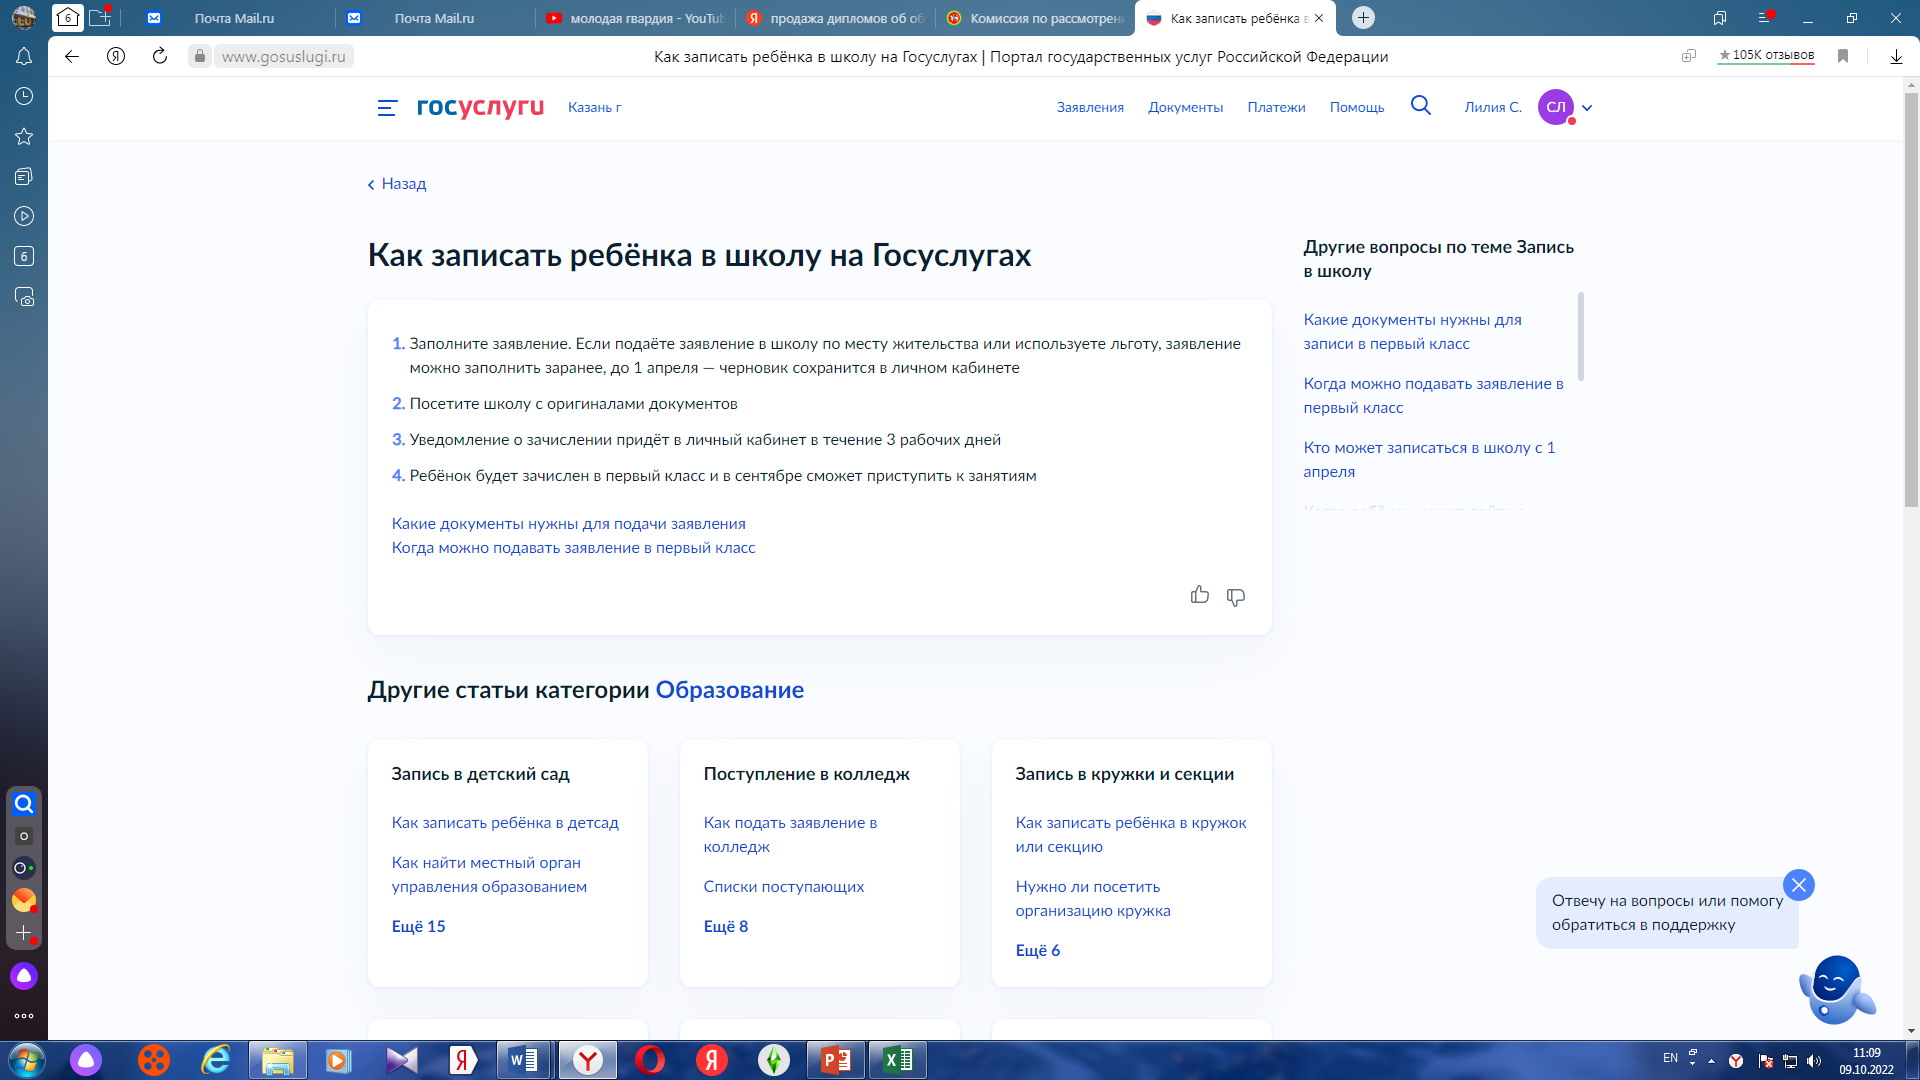 6
Почта Mail.ru
Почта Mail.ru
молодая гвардия - YouTub
продажа дипломов об об
Комиссия по рассмотрен
Как записать ребёнка в
www.gosuslugi.ru
Как записать ребёнка в школу на Госуслугах | Портал государственных услуг Российской Федерации
★ 105К отзывов
госуслуги
Казань г
Заявления
Документы
Платежи
Помощь
Лилия С.
СЛ
6
Назад
Как записать ребёнка в школу на Госуслугах
1. Заполните заявление. Если подаёте заявление в школу по месту жительства или используете льготу, заявление
можно заполнить заранее, до 1 апреля — черновик сохранится в личном кабинете
2. Посетите школу с оригиналами документов
3. Уведомление о зачислении придёт в личный кабинет в течение 3 рабочих дней
4. Ребёнок будет зачислен в первый класс и в сентябре сможет приступить к занятиям
Какие документы нужны для подачи заявления
Когда можно подавать заявление в первый класс
Другие вопросы по теме Запись
в школу
Какие документы нужны для
записи в первый класс
Когда можно подавать заявление в
первый класс
Кто может записаться в школу с 1
апреля
Другие статьи категории Образование
Запись в детский сад
Как записать ребёнка в детсад
Как найти местный орган
управления образованием
Ещё 15
Поступление в колледж
Как подать заявление в
колледж
Списки поступающих
Ещё 8
Запись в кружки и секции
Как записать ребёнка в кружок
или секцию
Нужно ли посетить
организацию кружка
Ещё 6
Отвечу на вопросы или помогу
обратиться в поддержку
EN
11:09
09.10.2022